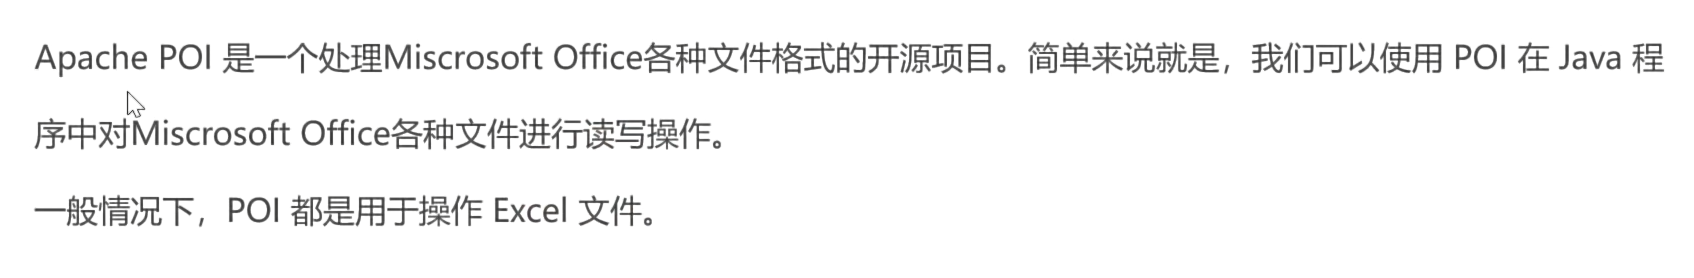 Apache POI 是一个处理Miscrosoft Office各种文件格式的开源项目。简单来说就是，我们可以使用 POI 在 Java 程
序中对Miscrosoft Office各种文件进行读写操作。
一般情况下，POI 都是用于操作 Excel 文件。